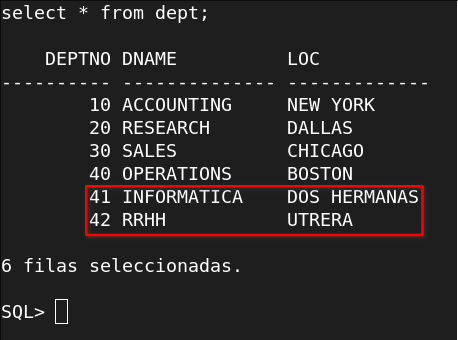 select * from dept;
DEPTNO DNAME LOC
---------- -------------- -------------
10 ACCOUNTING NEW YORK
20 RESEARCH DALLAS
30 SALES CHICAGO
40 OPERATIONS BOSTON
41 INFORMATICA DOS HERMANAS
42 RRHH UTRERA
6 filas seleccionadas.
SQL>